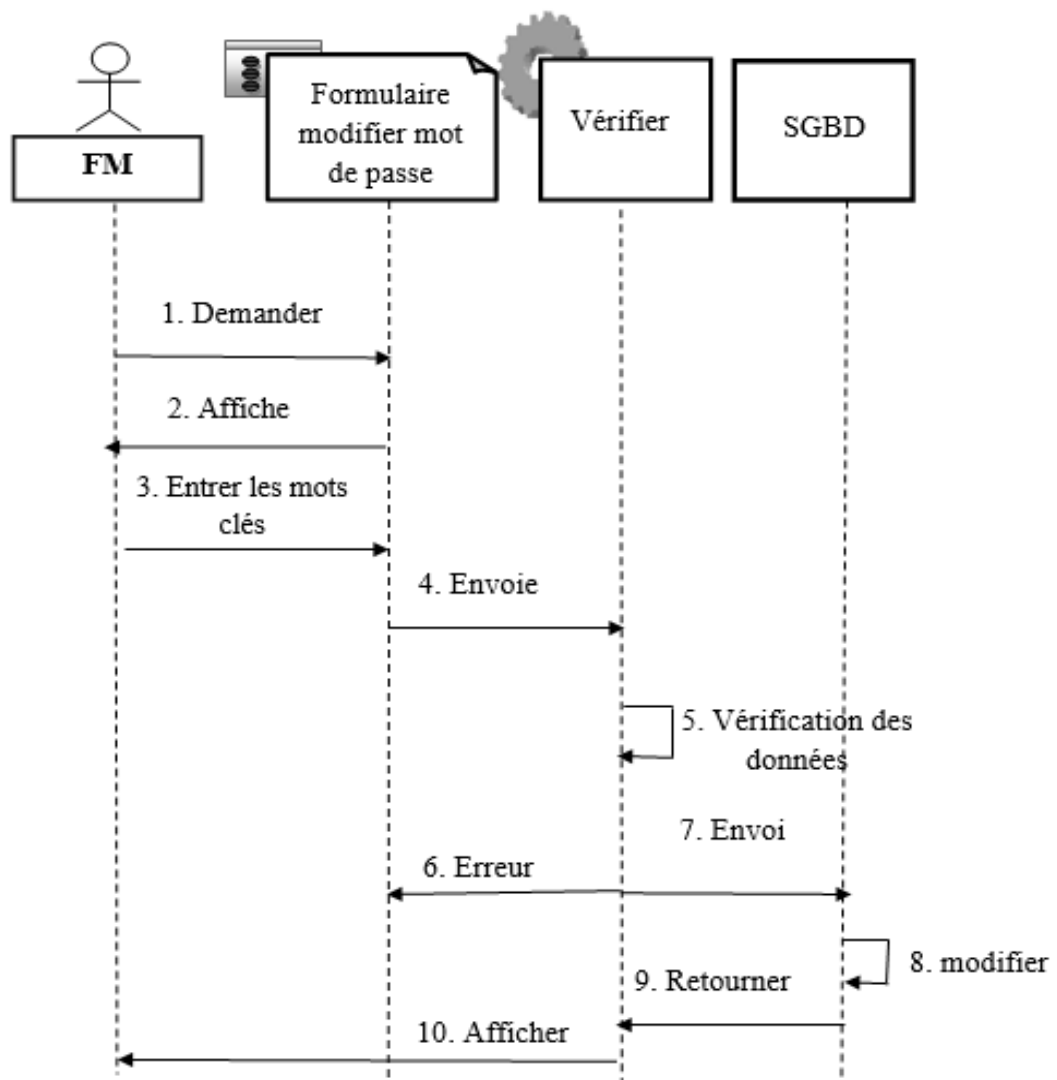 FM
Formulaire
modifier mot
de passe
Vérifier
SGBD
1. Demander
2. Affiche
3. Entrer les mots
clés
4. Envoie
5. Vérification des
données
7. Envoi
6. Erreur
8. modifier
9. Retourner
10. Afficher